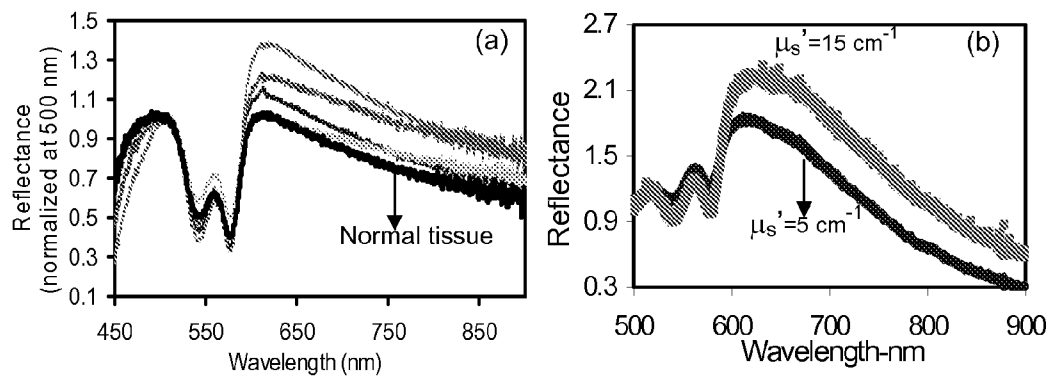 (a)
Reflectance
(normalized at 500 nm)
1.5
1.3
1.1
0.9
0.7
0.5
0.3
0.1
Normal tissue
450 550 650 750 850
Wavelength (nm)
(b)
Reflectance
2.7
2.1
1.5
0.9
0.3
μs'=15 cm-1
μs'=5 cm-1
500 600 700 800 900
Wavelength-nm